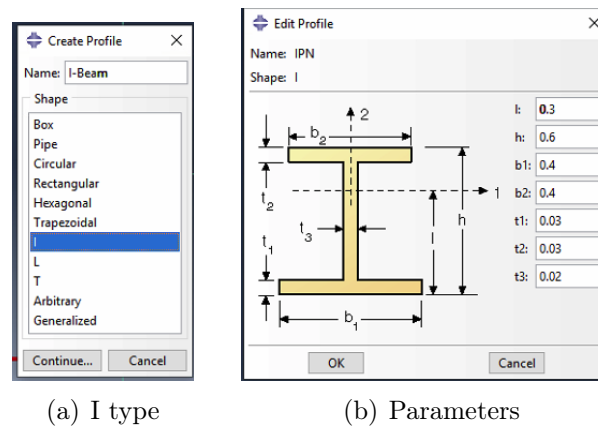 Create Profile
Name: I-Beam
Shape
Box
Pipe
Circular
Rectangular
Hexagonal
Trapezoidal
I
L
T
Arbitrary
Generalized
Continue... Cancel
(a) I type
Edit Profile
Name: IPN
Shape: I
2
b2
t2
1
t3
l
h
t1
b1
l: 0.3
h: 0.6
b1: 0.4
b2: 0.4
t1: 0.03
t2: 0.03
t3: 0.02
OK Cancel
(b) Parameters